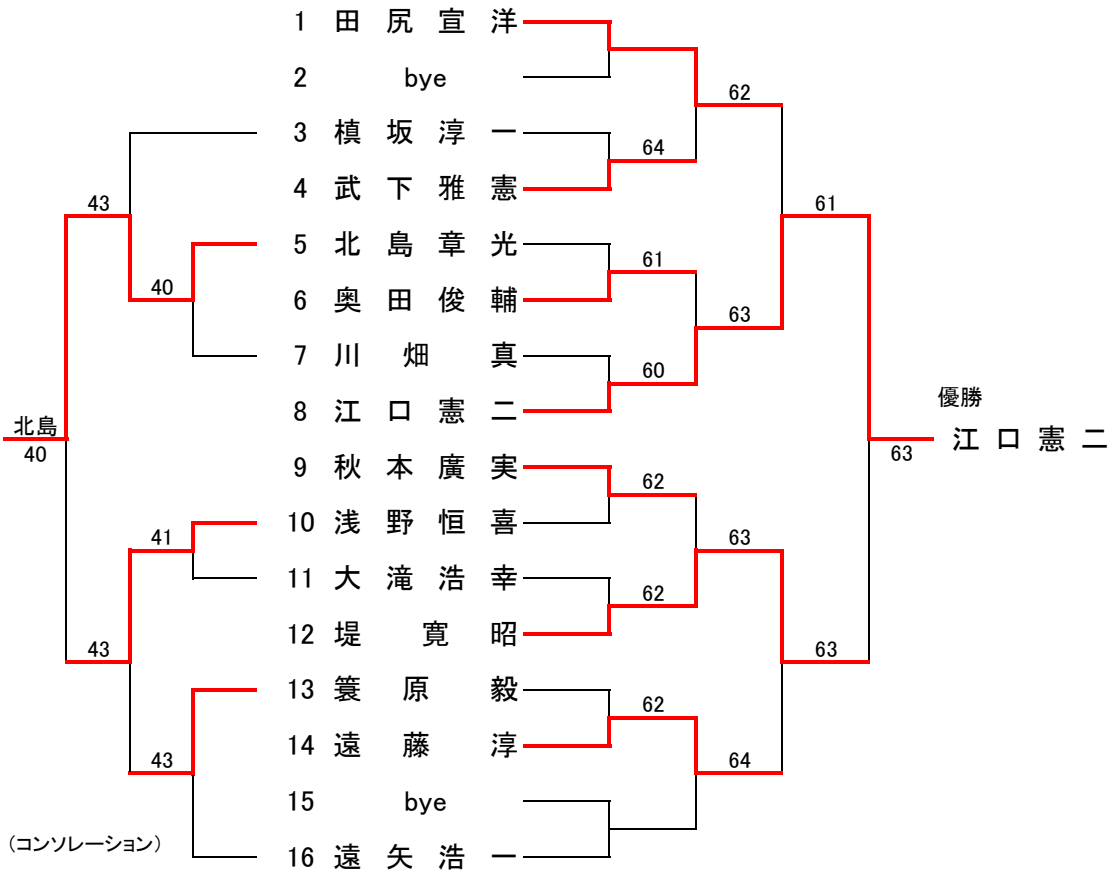 1 田尻宣洋
2 bye
62
3 槙坂淳一
64
4 武下雅憲
43
61
5 北島章光
61
40
6 奥田俊輔
63
7 川畑真
60
8 江口憲二
優勝
北島
江口憲二
40
63
9 秋本廣実
62
10 浅野恒喜
41
63
11 大滝浩幸
62
12 堤寛昭
43
63
13 簑原毅
62
14 遠藤淳
43
64
15 bye
(コンソレーション)
16 遠矢浩一